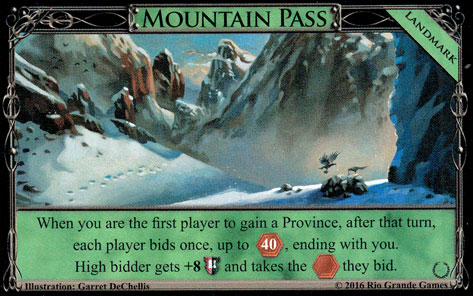 MOUNTAIN PASS
LANDMARK
When you are the first player to gain a Province, after that turn,
each player bids once, up to 40, ending with you.
High bidder gets +8 and takes the they bid.
Illustration: Garret DeChellis
© 2016 Rio Grande Games